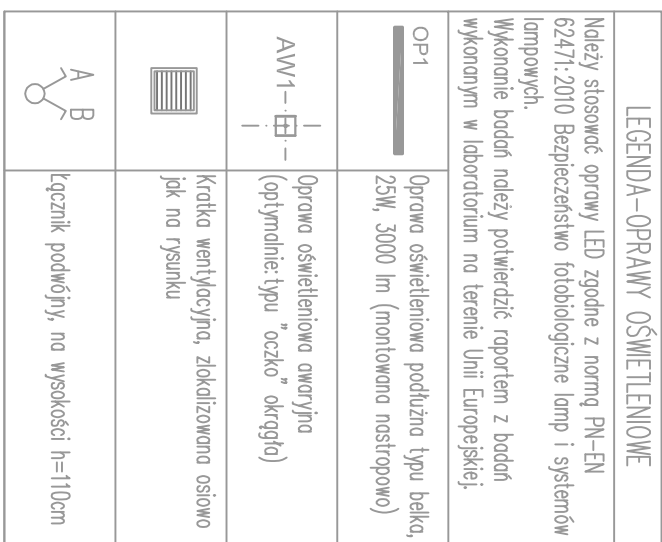 LEGENDA-OPRAWY OŚWIETLENIOWE
Należy stosować oprawy LED zgodne z normą PN-EN
62471:2010 Bezpieczeństwo fotobiologiczne lamp i systemów
lampowych.
Wykonanie badań należy potwierdzić raportem z badań
wykonanym w laboratorium na terenie Unii Europejskiej.
OP1
Oprawa oświetleniowa podłużna typu belka,
25W, 3000 lm (montowana nastropowo)
AW1
Oprawa oświetleniowa awaryjna
(optymalnie: typu "oczko" okrągła)
Kratka wentylacyjna, zlokalizowana osiowo
jak na rysunku
A B
Łącznik podwójny, na wysokości h=110cm